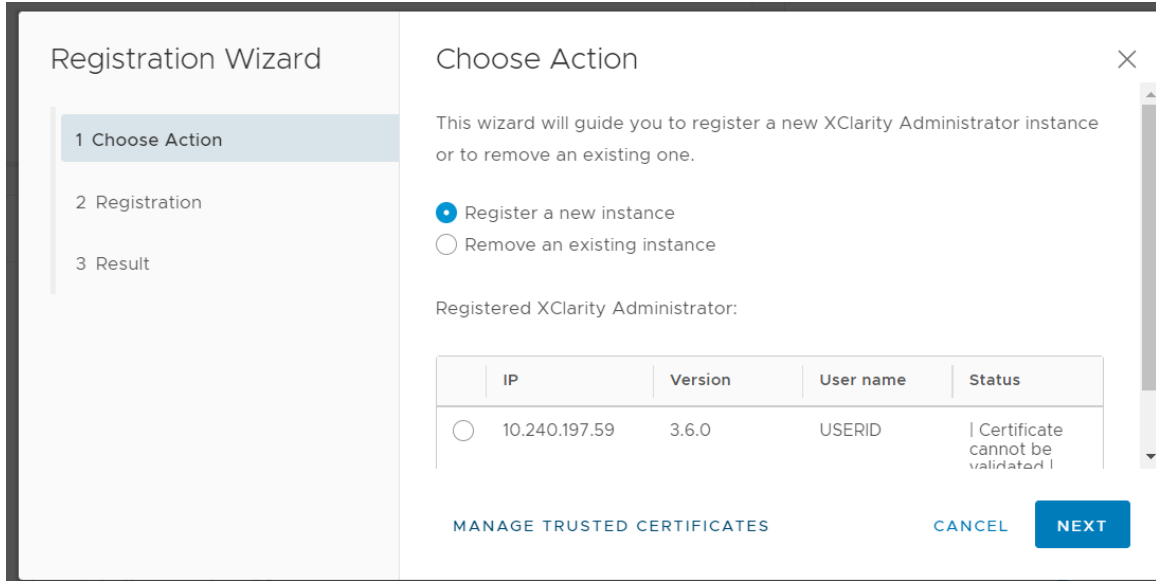 Registration Wizard
1 Choose Action
2 Registration
3 Result
Choose Action
This wizard will guide you to register a new XClarity Administrator instance
or to remove an existing one.
Register a new instance
Remove an existing instance
Registered XClarity Administrator:
IP Version User name Status
10.240.197.59 3.6.0 USERID | Certificate
cannot be
validated |
MANAGE TRUSTED CERTIFICATES
CANCEL
NEXT